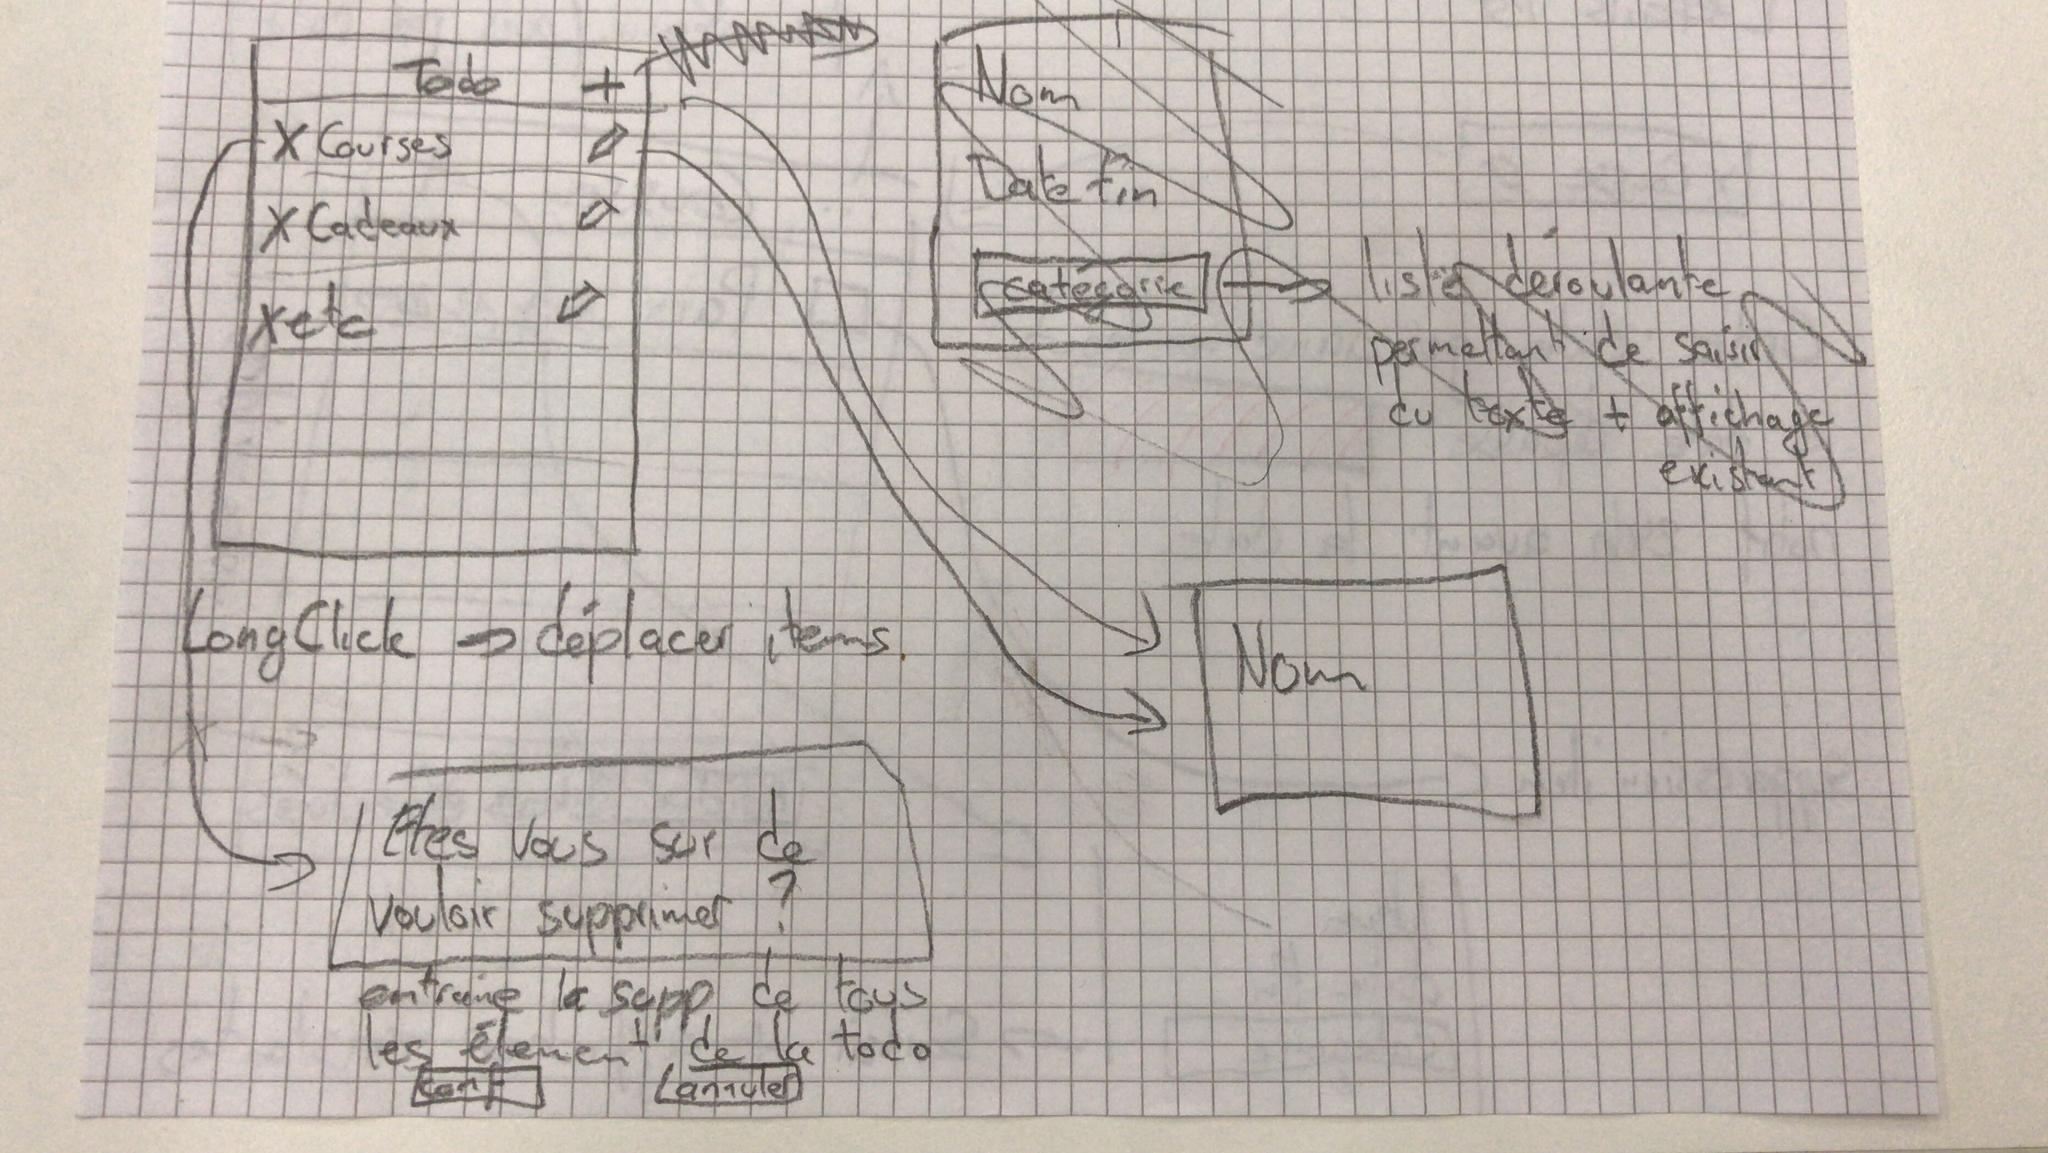 Todo +
X Courses
X Cadeaux
X etc
Nom
Date fin
catégorie
liste déroulante
permettant de saisir
du texte + affichage
existant
Long Click → déplacer items.
Nom
Etes vous sur de
vouloir supprimer ?
entraine la supp de tous
les élément de la todo
conf
annuler